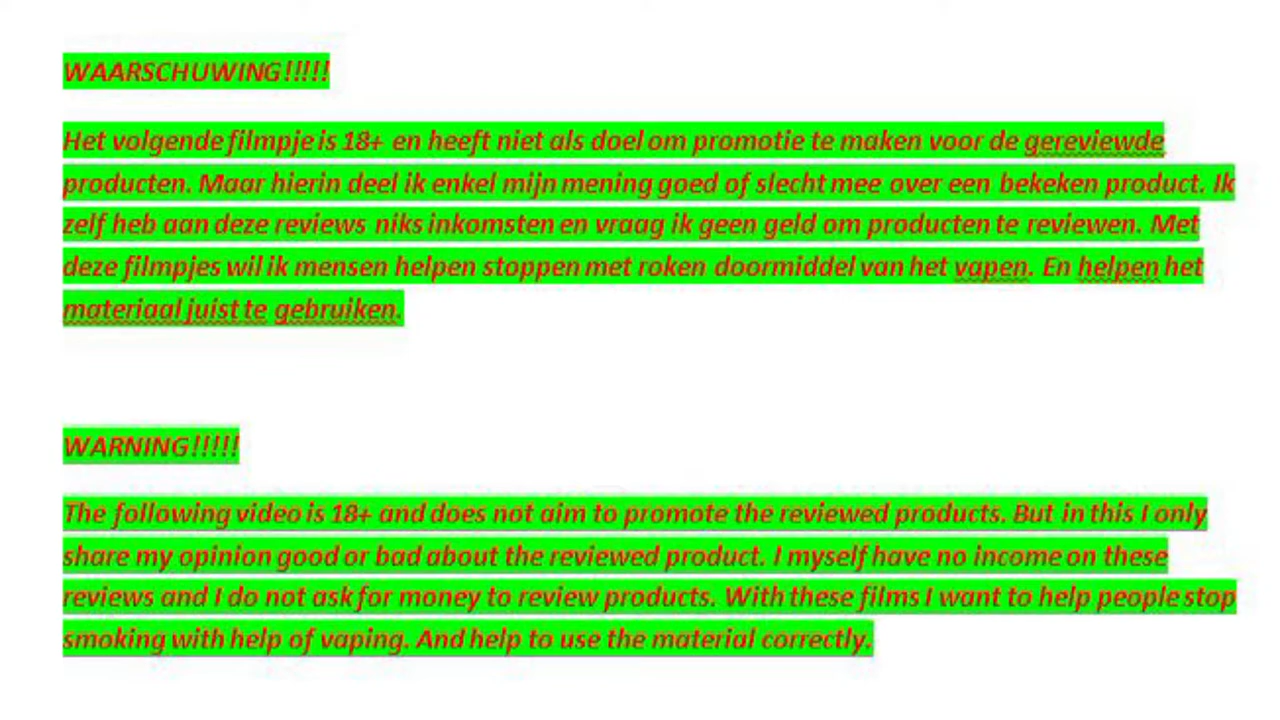 WAARSCHUWING!!!!!
Het volgende filmpje is 18+ en heeft niet als doel om promotie te maken voor de gereviewde
producten. Maar hierin deel ik enkel mijn mening goed of slecht mee over een bekeken product. Ik
zelf heb aan deze reviews niks inkomsten en vraag ik geen geld om producten te reviewen. Met
deze filmpjes wil ik mensen helpen stoppen met roken doormiddel van het vapen. En helpen het
materiaal juist te gebruiken.
WARNING!!!!!
The following video is 18+ and does not aim to promote the reviewed products. But in this I only
share my opinion good or bad about the reviewed product. I myself have no income on these
reviews and I do not ask for money to review products. With these films I want to help people stop
smoking with help of vaping. And help to use the material correctly.